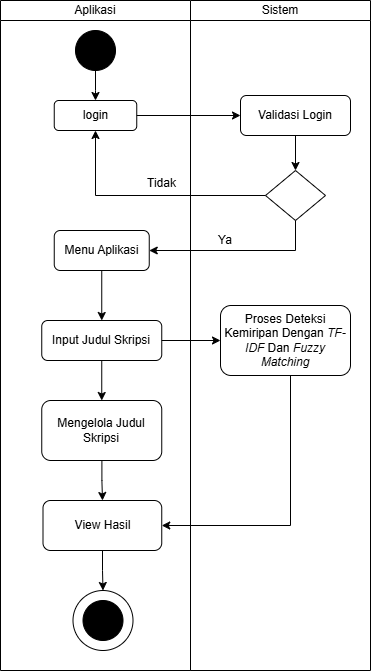 Aplikasi
Sistem
login
Validasi Login
Tidak
Ya
Menu Aplikasi
Input Judul Skripsi
Proses Deteksi
Kemiripan Dengan TF-
IDF Dan Fuzzy
Matching
Mengelola Judul
Skripsi
View Hasil